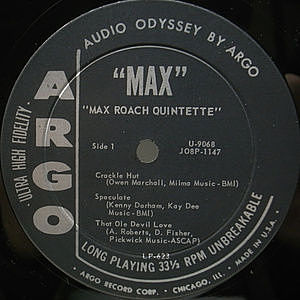 AUDIO ODYSSEY BY ARGO
ULTRA HIGH FIDELITY
ARGO
"MAX"
"MAX ROACH QUINTETTE"
Side 1
U-9068
JO8P-1147
Crackle Hut
(Owen Marchall, Milma Music - BMI)
Speculate
(Kenny Dorham, Kay Dee
Music - BMI)
That Ole Devil Love
(A. Roberts, D. Fisher,
Pickwick Music-ASCAP)
LP-623
LONG PLAYING 33⅓ RPM UNBREAKABLE
ARGO RECORD CORP. • CHICAGO, ILL. • MADE IN U.S.A.